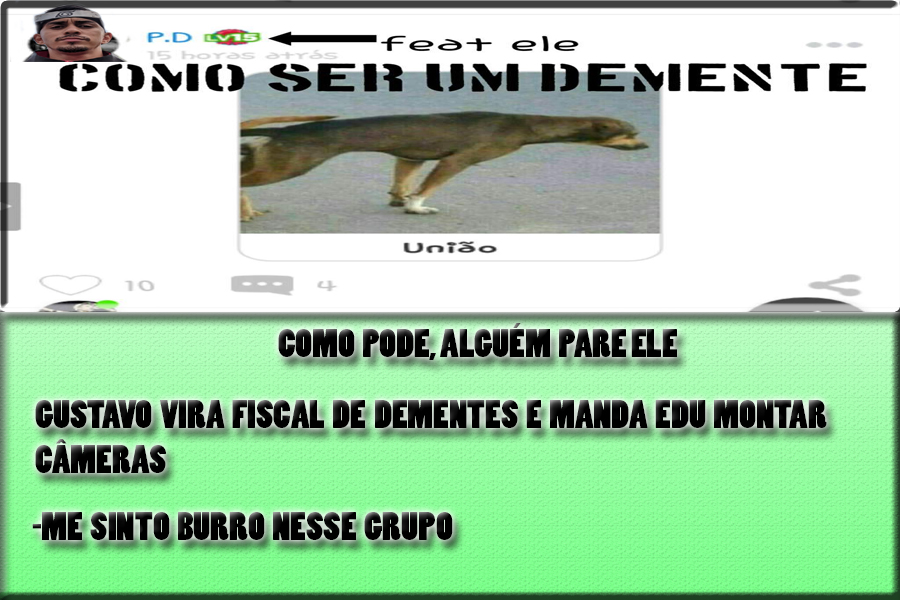 P.D LV15
feat ele
15 horas atrás
COMO SER UM DEMENTE
União
10
4
COMO PODE, ALGUÉM PARE ELE
GUSTAVO VIRA FISCAL DE DEMENTES E MANDA EDU MONTAR
CÂMERAS
-ME SINTO BURRO NESSE GRUPO